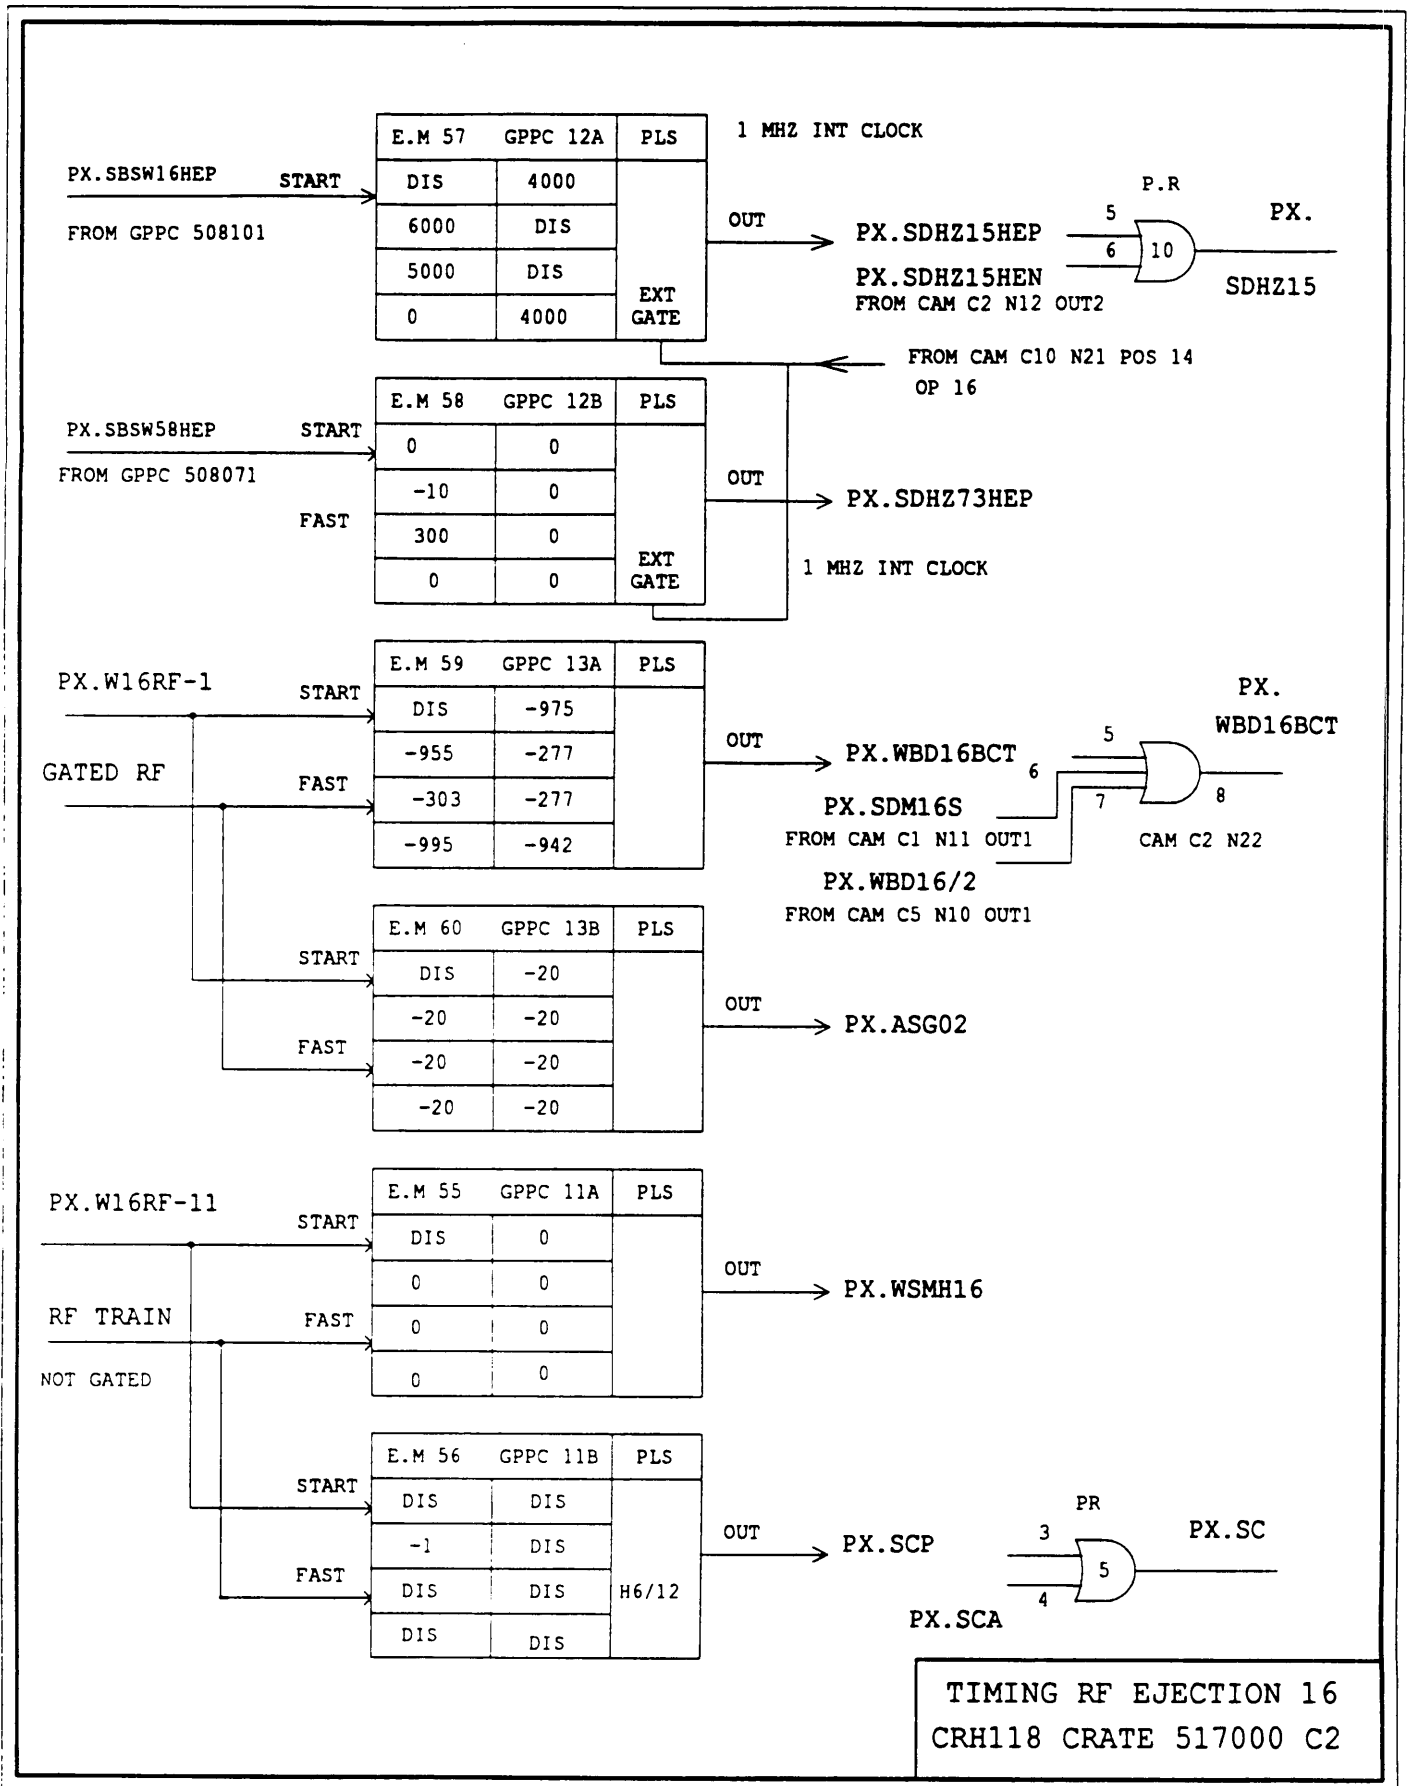 E.M 57 GPPC 12A PLS
1 MHZ INT CLOCK
PX.SBSW16HEP START
DIS 4000
FROM GPPC 508101
6000 DIS
5000 DIS
0 4000
EXT
GATE
OUT
PX.SDHZ15HEP
PX.SDHZ15HEN
FROM CAM C2 N12 OUT2
P.R
5
6
10
PX.
SDHZ15
FROM CAM C10 N21 POS 14
OP 16
E.M 58 GPPC 12B PLS
PX.SBSW58HEP START
FROM GPPC 508071
FAST
0 0
-10 0
300 0
0 0
EXT
GATE
OUT
PX.SDHZ73HEP
1 MHZ INT CLOCK
E.M 59 GPPC 13A PLS
PX.W16RF-1 START
GATED RF FAST
DIS -975
-955 -277
-303 -277
-995 -942
OUT
PX.WBD16BCT
PX.SDM16S
FROM CAM C1 N11 OUT1
PX.WBD16/2
FROM CAM C5 N10 OUT1
5
6
7
8
PX.
WBD16BCT
CAM C2 N22
E.M 60 GPPC 13B PLS
START
FAST
DIS -20
-20 -20
-20 -20
-20 -20
OUT
PX.ASG02
E.M 55 GPPC 11A PLS
PX.W16RF-11 START
RF TRAIN FAST
NOT GATED
DIS 0
0 0
0 0
0 0
OUT
PX.WSMH16
E.M 56 GPPC 11B PLS
START
FAST
DIS DIS
-1 DIS
DIS DIS
DIS DIS
H6/12
OUT
PX.SCP
PX.SCA
PR
3
4
5
PX.SC
TIMING RF EJECTION 16
CRH118 CRATE 517000 C2